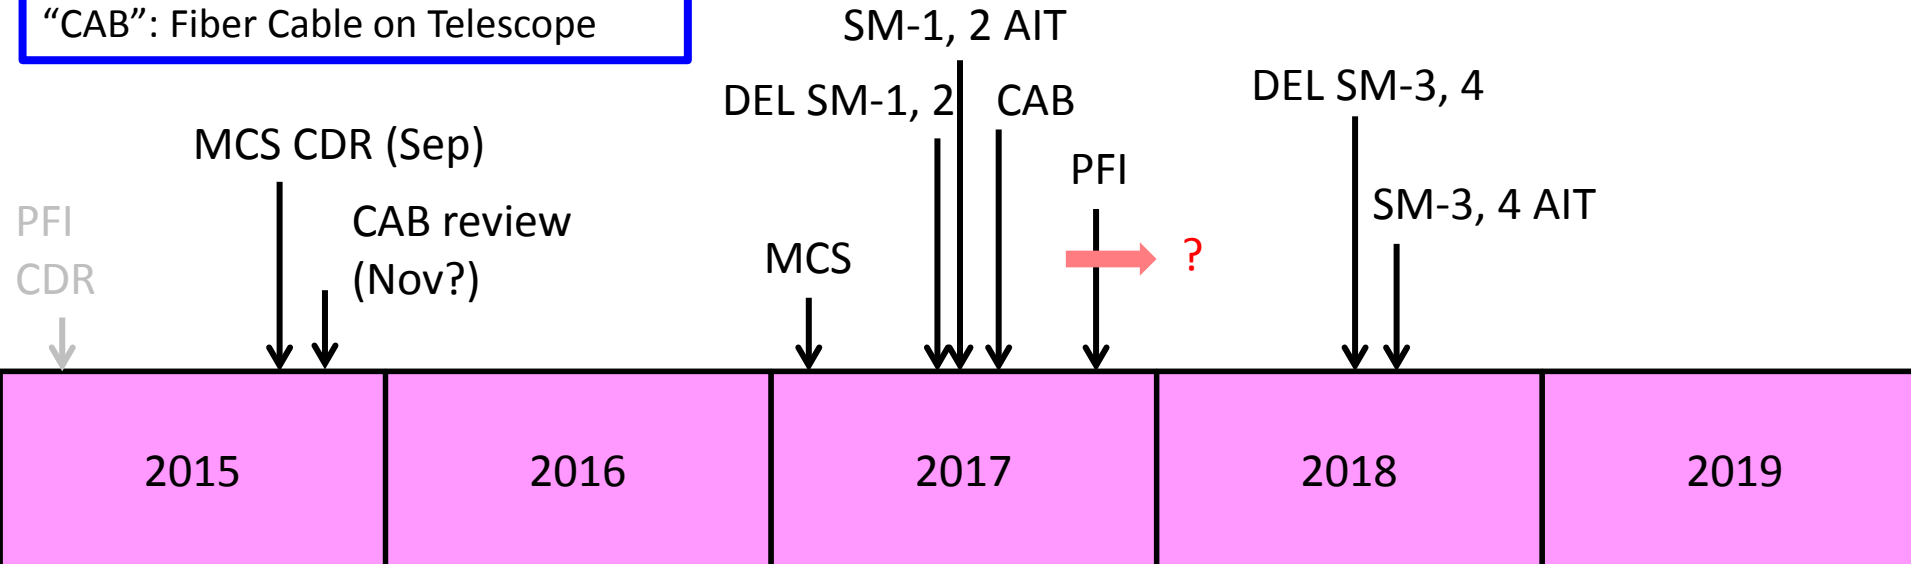 “CAB”: Fiber Cable on Telescope
SM-1, 2 AIT
DEL SM-1, 2
CAB
DEL SM-3, 4
MCS CDR (Sep)
PFI
PFI
CDR
CAB review
(Nov?)
SM-3, 4 AIT
MCS
?
2015
2016
2017
2018
2019